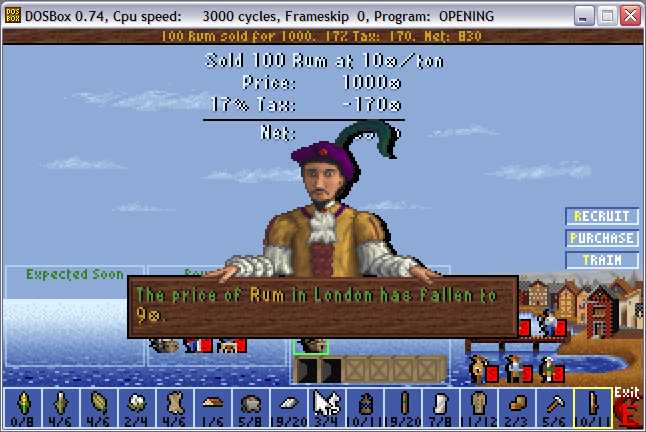 DOSBox 0.74, Cpu speed: 3000 cycles, Frameskip 0, Program: OPENING
100 Rum sold for 1000. 17% Tax: 170. Net: 830
Sold 100 Rum at 10⊗/ton
Price: 1000⊗
17% Tax: -170⊗
Net:
RECRUIT
PURCHASE
TRAIN
Expected Soon
The price of Rum in London has fallen to
9⊗.
Exit
E
0/8 4/6 4/6 2/4 4/6 1/6 5/8 19/20 3/4 10/11 19/20 7/8 11/12 2/3 5/6 10/11